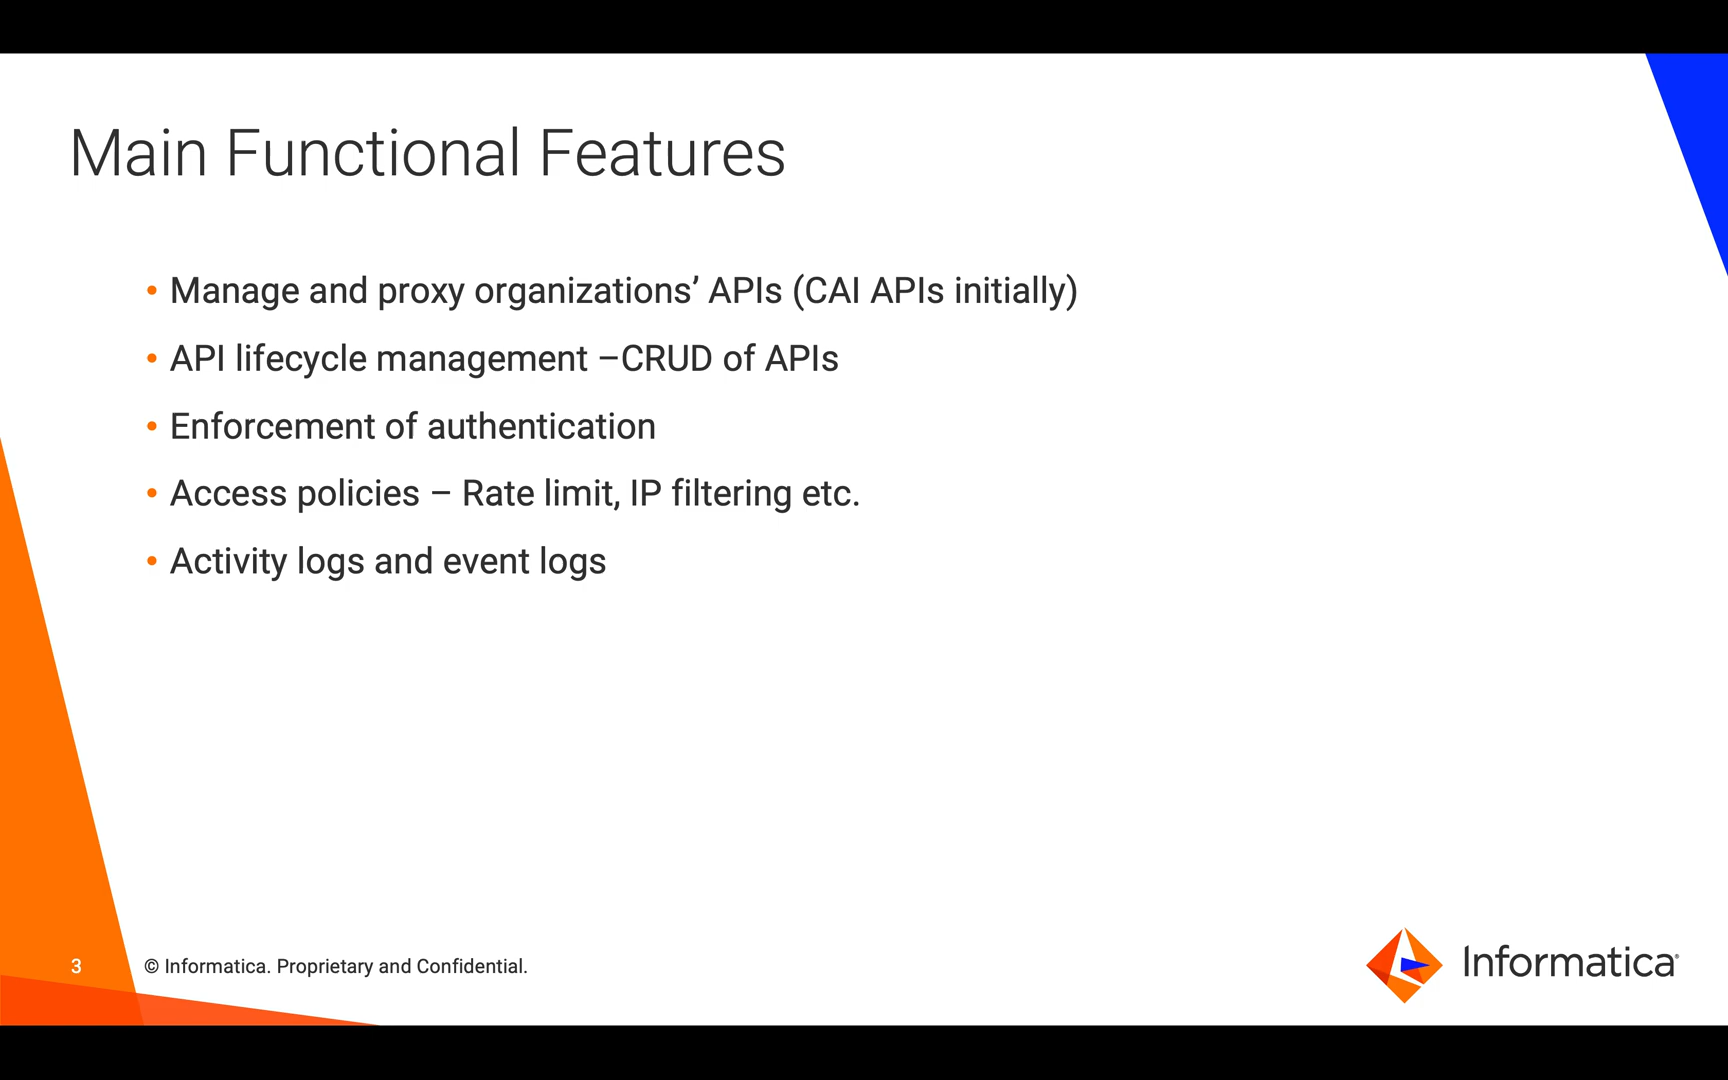 Main Functional Features
• Manage and proxy organizations’ APIs (CAI APIs initially)
• API lifecycle management –CRUD of APIs
• Enforcement of authentication
• Access policies – Rate limit, IP filtering etc.
• Activity logs and event logs
3
© Informatica. Proprietary and Confidential.
Informatica